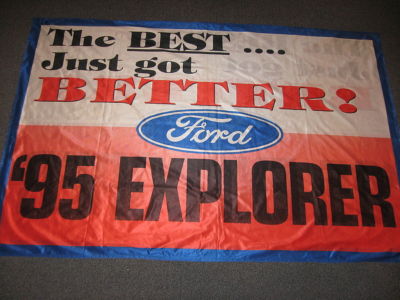 The BEST ....
Just got
BETTER!
Ford
'95 EXPLORER